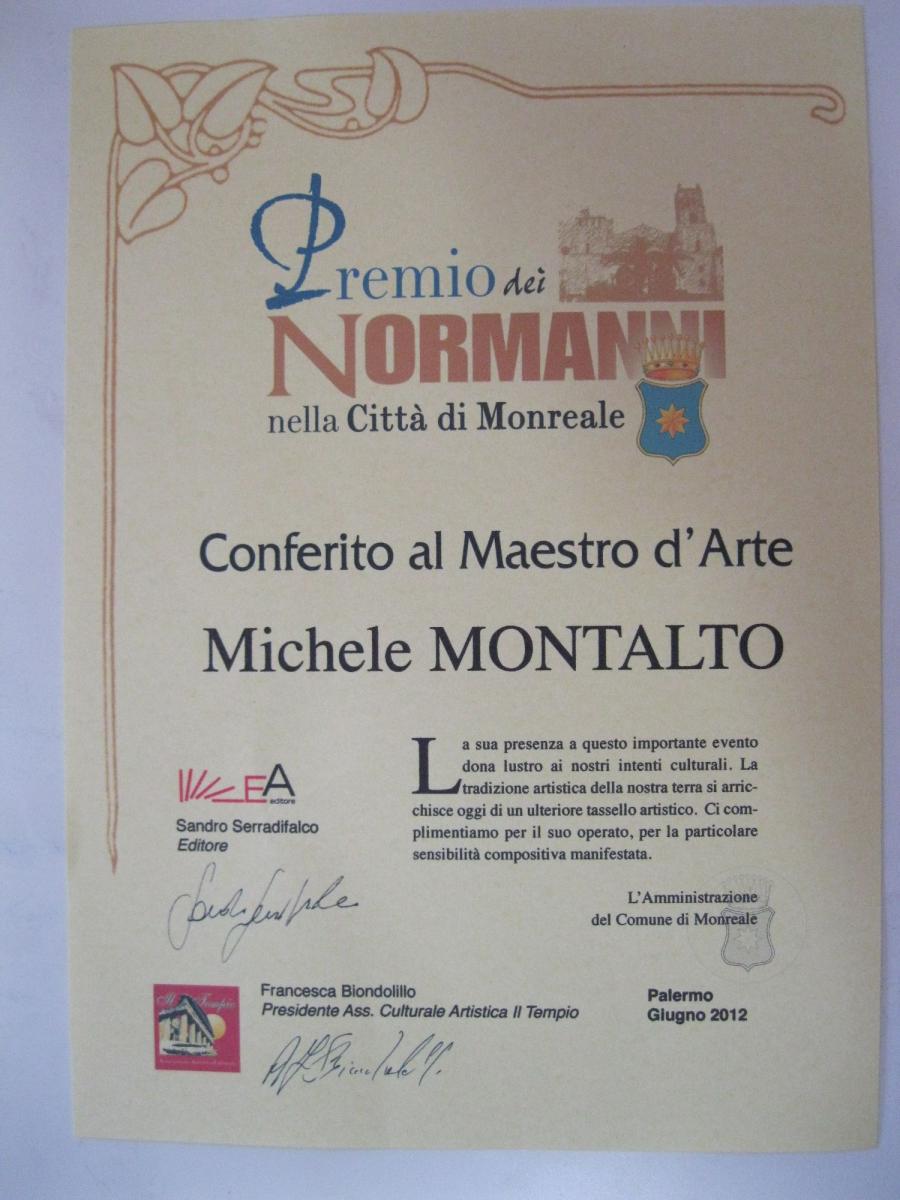 Premio dei
NORMANNI
nella Città di Monreale
Conferito al Maestro d'Arte
Michele MONTALTO
La sua presenza a questo importante evento
dona lustro ai nostri intenti culturali. La
tradizione artistica della nostra terra si arric-
chisce oggi di un ulteriore tassello artistico. Ci com-
plimentiamo per il suo operato, per la particolare
sensibilità compositiva manifestata.
EA
editore
Sandro Serradifalco
Editore
L'Amministrazione
del Comune di Monreale
Il Tempio
Francesca Biondolillo
Presidente Ass. Culturale Artistica Il Tempio
Palermo
Giugno 2012